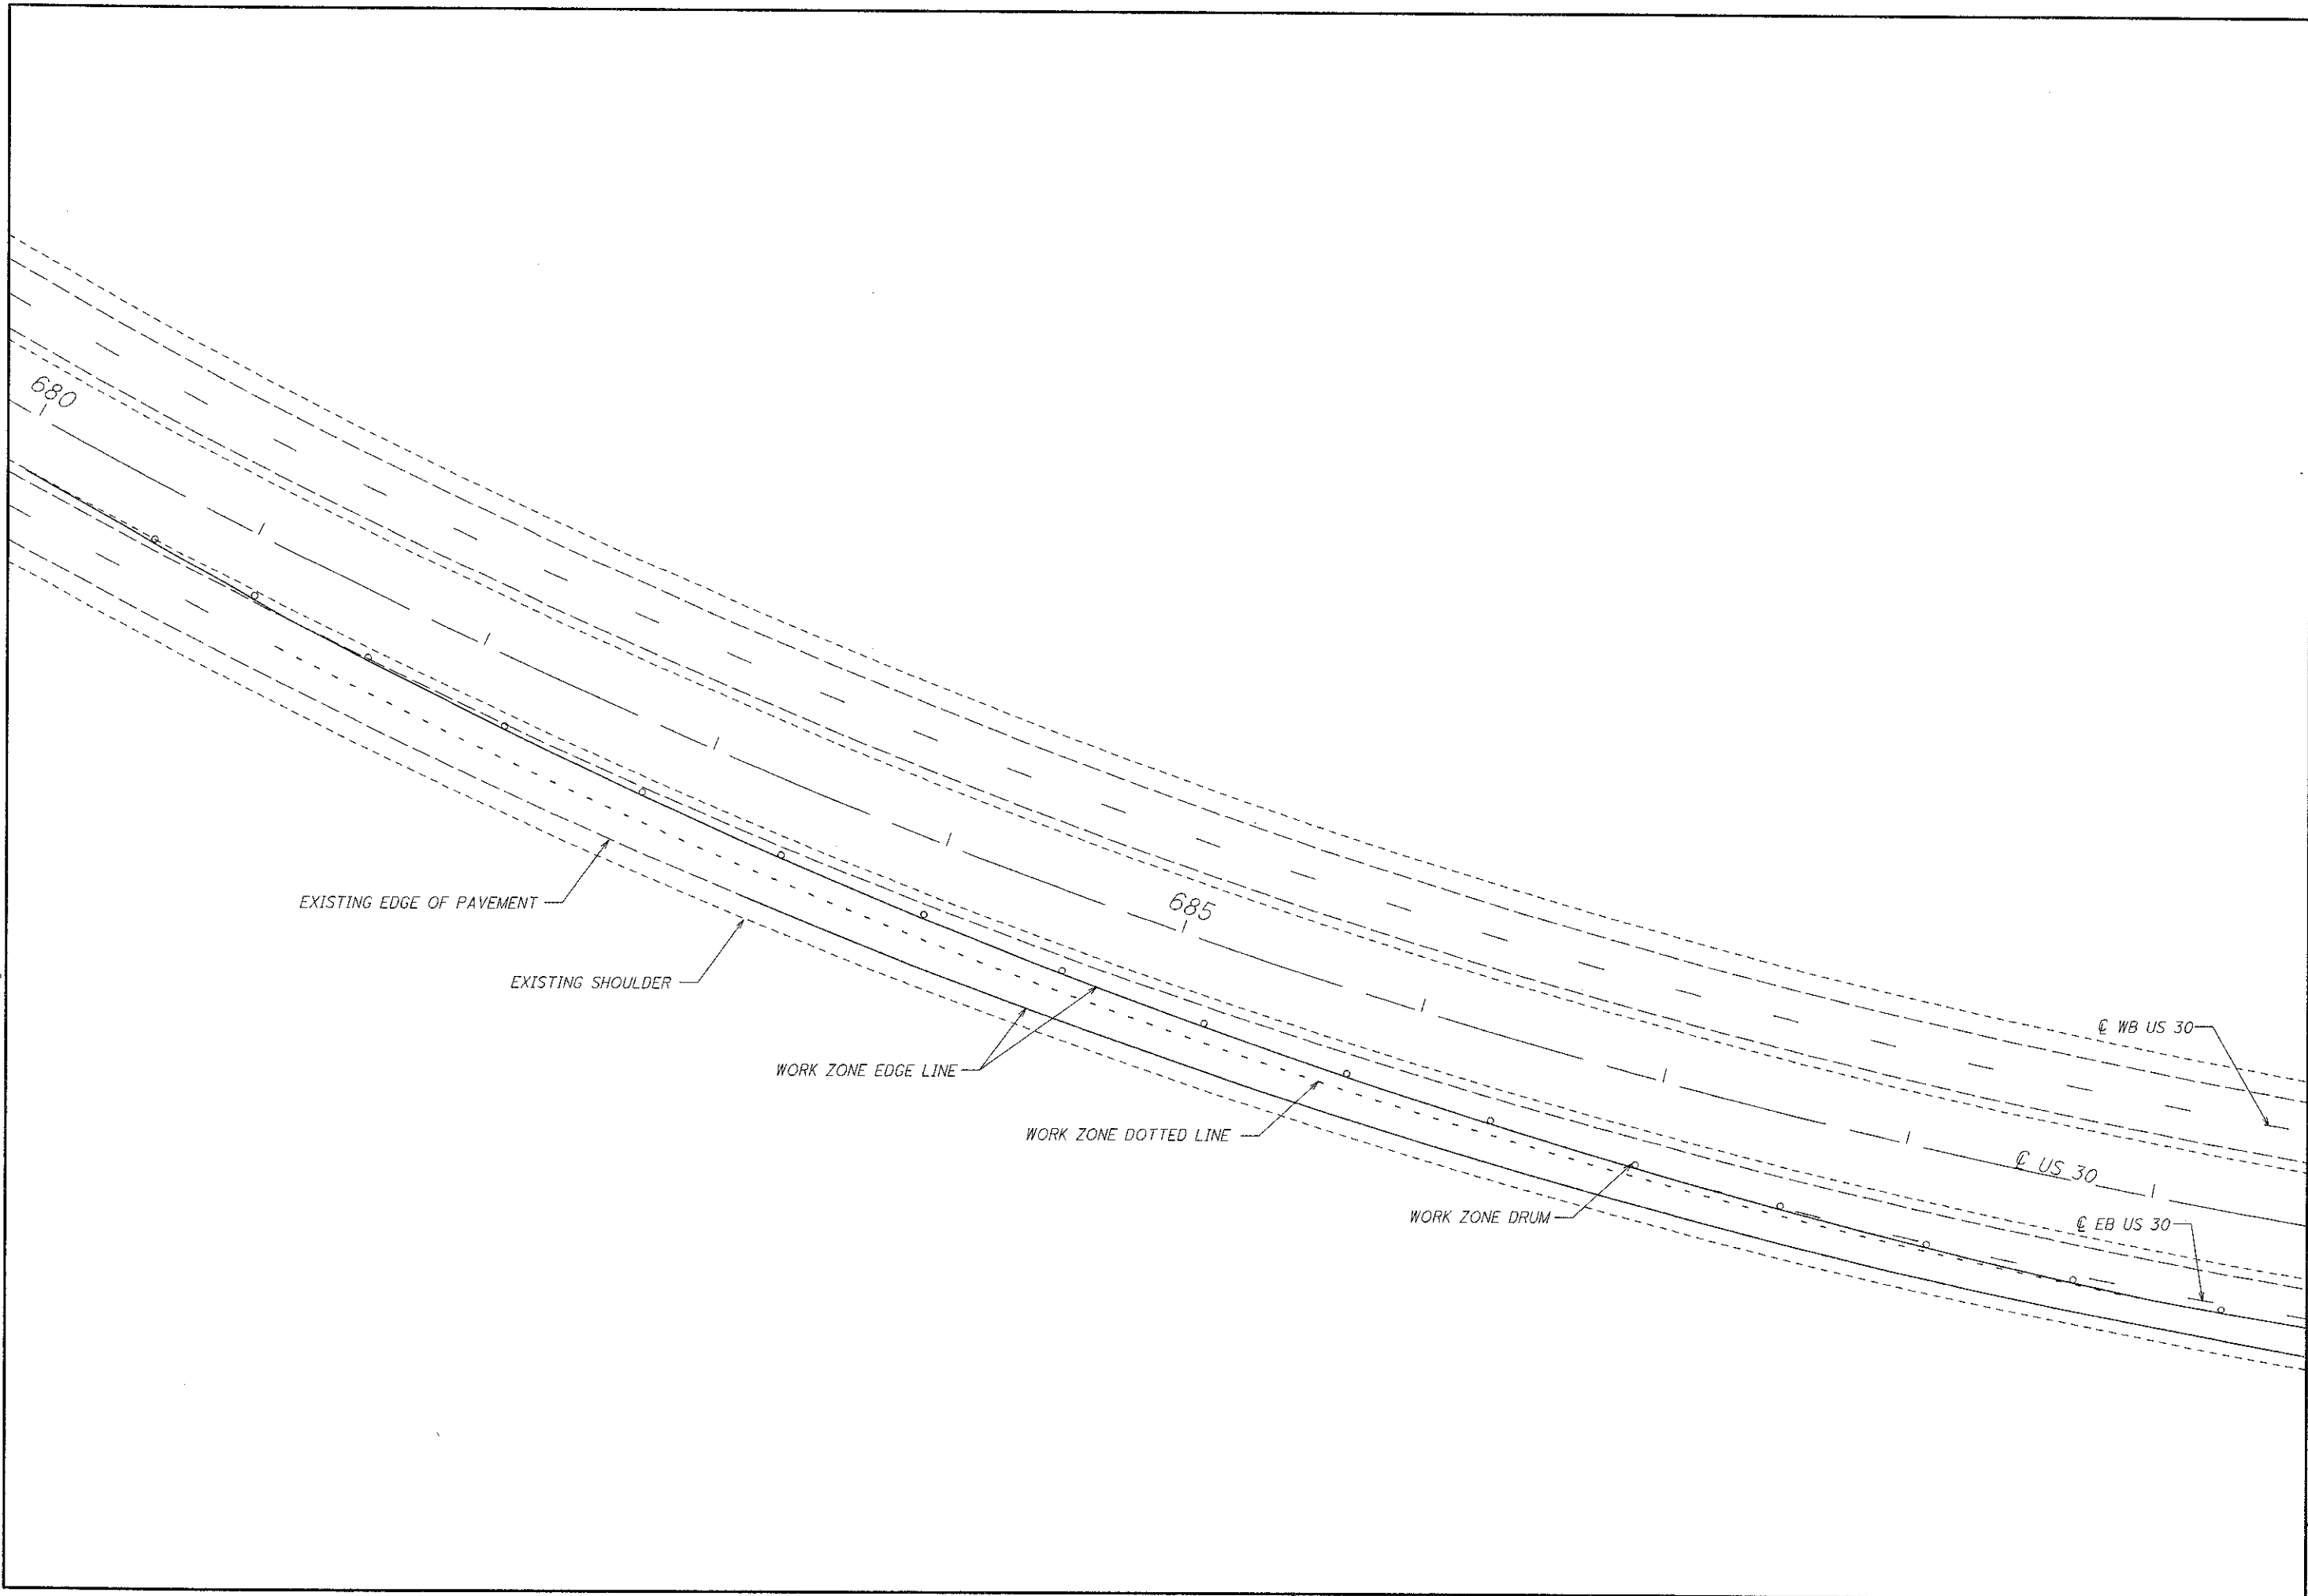 680
EXISTING EDGE OF PAVEMENT
685
EXISTING SHOULDER
℄ WB US 30
WORK ZONE EDGE LINE
WORK ZONE DOTTED LINE
℄ US 30
WORK ZONE DRUM
℄ EB US 30